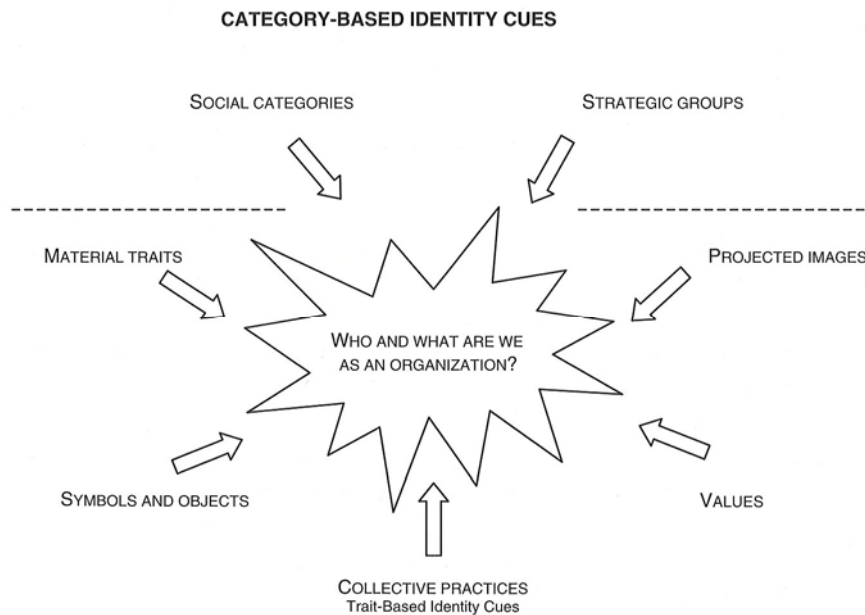 CATEGORY-BASED IDENTITY CUES
SOCIAL CATEGORIES
STRATEGIC GROUPS
MATERIAL TRAITS
PROJECTED IMAGES
WHO AND WHAT ARE WE
AS AN ORGANIZATION?
SYMBOLS AND OBJECTS
VALUES
COLLECTIVE PRACTICES
Trait-Based Identity Cues